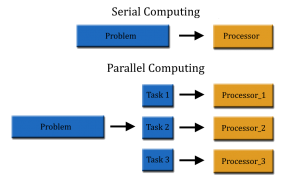 Serial Computing
Problem
Processor
Parallel Computing
Task 1
Processor_1
Problem
Task 2
Processor_2
Task 3
Processor_3